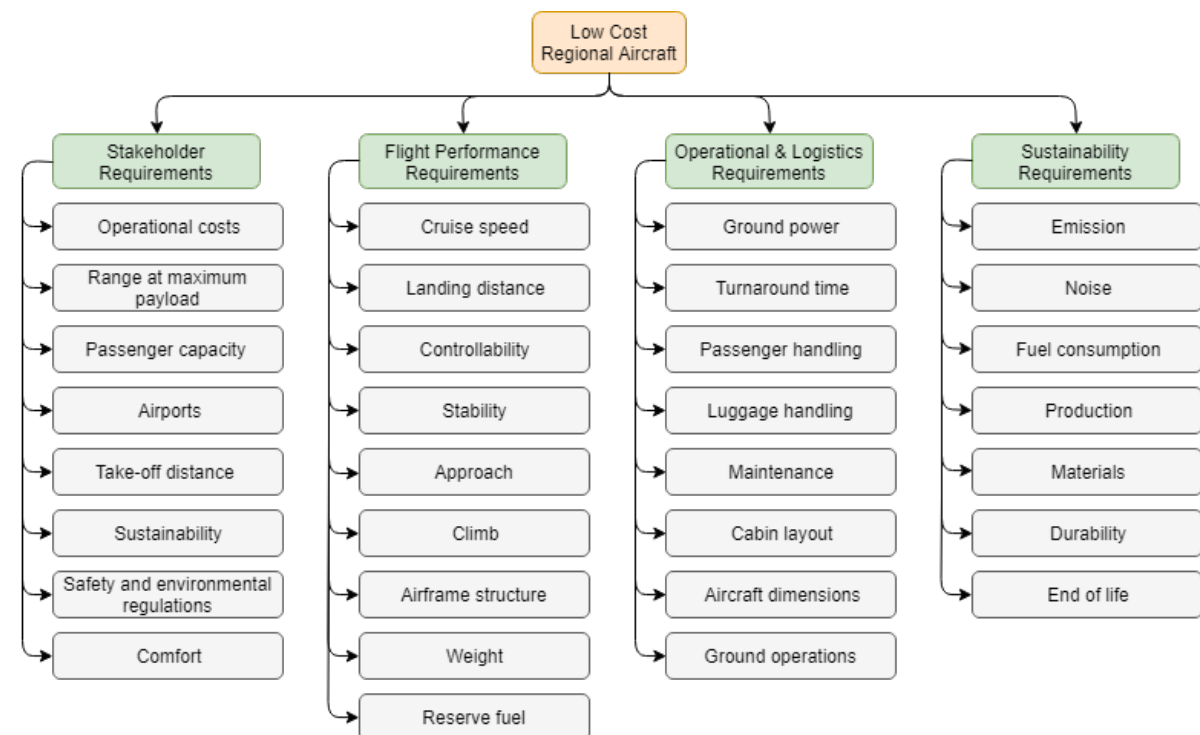 Low Cost
Regional Aircraft
Stakeholder
Requirements
Operational costs
Range at maximum
payload
Passenger capacity
Airports
Take-off distance
Sustainability
Safety and environmental
regulations
Comfort
Flight Performance
Requirements
Cruise speed
Landing distance
Controllability
Stability
Approach
Climb
Airframe structure
Weight
Reserve fuel
Operational & Logistics
Requirements
Ground power
Turnaround time
Passenger handling
Luggage handling
Maintenance
Cabin layout
Aircraft dimensions
Ground operations
Sustainability
Requirements
Emission
Noise
Fuel consumption
Production
Materials
Durability
End of life